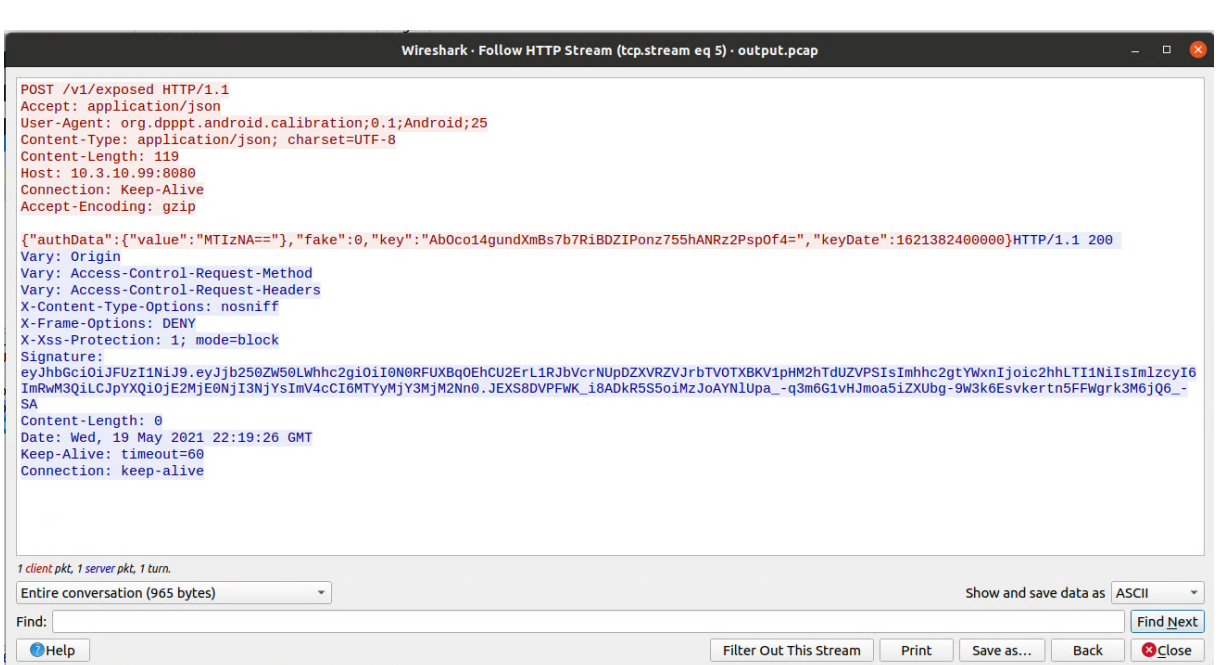 Wireshark · Follow HTTP Stream (tcp.stream eq 5) · output.pcap
POST /v1/exposed HTTP/1.1
Accept: application/json
User-Agent: org.dpppt.android.calibration;0.1;Android;25
Content-Type: application/json; charset=UTF-8
Content-Length: 119
Host: 10.3.10.99:8080
Connection: Keep-Alive
Accept-Encoding: gzip
{"authData":{"value":"MTIzNA=="},"fake":0,"key":"AbOco14gundXmBs7b7RiBDZIPonz755hANRz2PspOf4=","keyDate":1621382400000}HTTP/1.1 200
Vary: Origin
Vary: Access-Control-Request-Method
Vary: Access-Control-Request-Headers
X-Content-Type-Options: nosniff
X-Frame-Options: DENY
X-Xss-Protection: 1; mode=block
Signature:
eyJhbGciOiJFUzI1NiJ9.eyJjb250ZW50LWhhc2giOiI0N0RFUXBqOEhCU2ErL1RJbVcrNUpDZXVRZVJrbTVOTXBKV1pHM2hTdUZVPSIsImhhc2gtYWxnIjoic2hhLTI1NiIsImlzcyI6
ImRwM3QiLCJpYXQiOjE2MjE0NjI3NjYsImV4cCI6MTYyMjY3MjM2Nn0.JEXS8DVPFWK_i8ADkR5S5oiMzJoAYNlUpa_-q3m6G1vHJmoa5iZXUbg-9W3k6Esvkertn5FFWgrk3M6jQ6_-
SA
Content-Length: 0
Date: Wed, 19 May 2021 22:19:26 GMT
Keep-Alive: timeout=60
Connection: keep-alive
1 client pkt, 1 server pkt, 1 turn.
Entire conversation (965 bytes)
Show and save data as ASCII
Find:
Find Next
Help
Filter Out This Stream
Print
Save as...
Back
Close